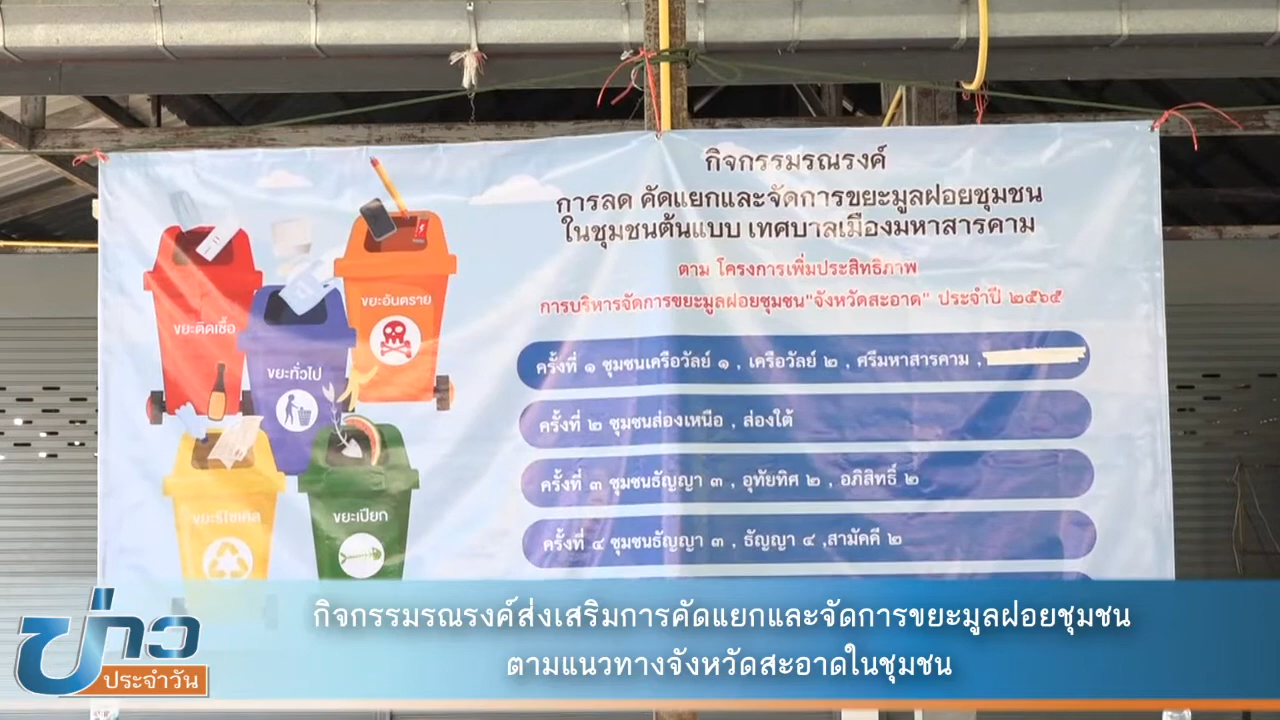 กิจกรรมรณรงค์
การลด คัดแยกและจัดการขยะมูลฝอยชุมชน
ในชุมชนต้นแบบ เทศบาลเมืองมหาสารคาม
ตาม โครงการเพิ่มประสิทธิภาพ
การบริหารจัดการขยะมูลฝอยชุมชน"จังหวัดสะอาด" ประจำปี ๒๕๖๕
ขยะอันตราย
ขยะติดเชื้อ
ขยะทั่วไป
ขยะรีไซเคิล
ขยะเปียก
ครั้งที่ ๑ ชุมชนเครือวัลย์ ๑ , เครือวัลย์ ๒ , ศรีมหาสารคาม ,
ครั้งที่ ๒ ชุมชนส่องเหนือ , ส่องใต้
ครั้งที่ ๓ ชุมชนธัญญา ๓ , อุทัยทิศ ๒ , อภิสิทธิ์ ๒
ครั้งที่ ๔ ชุมชนธัญญา ๓ , ธัญญา ๔ ,สามัคคี ๒
ข่าว
ประจำวัน
กิจกรรมรณรงค์ส่งเสริมการคัดแยกและจัดการขยะมูลฝอยชุมชน
ตามแนวทางจังหวัดสะอาดในชุมชน